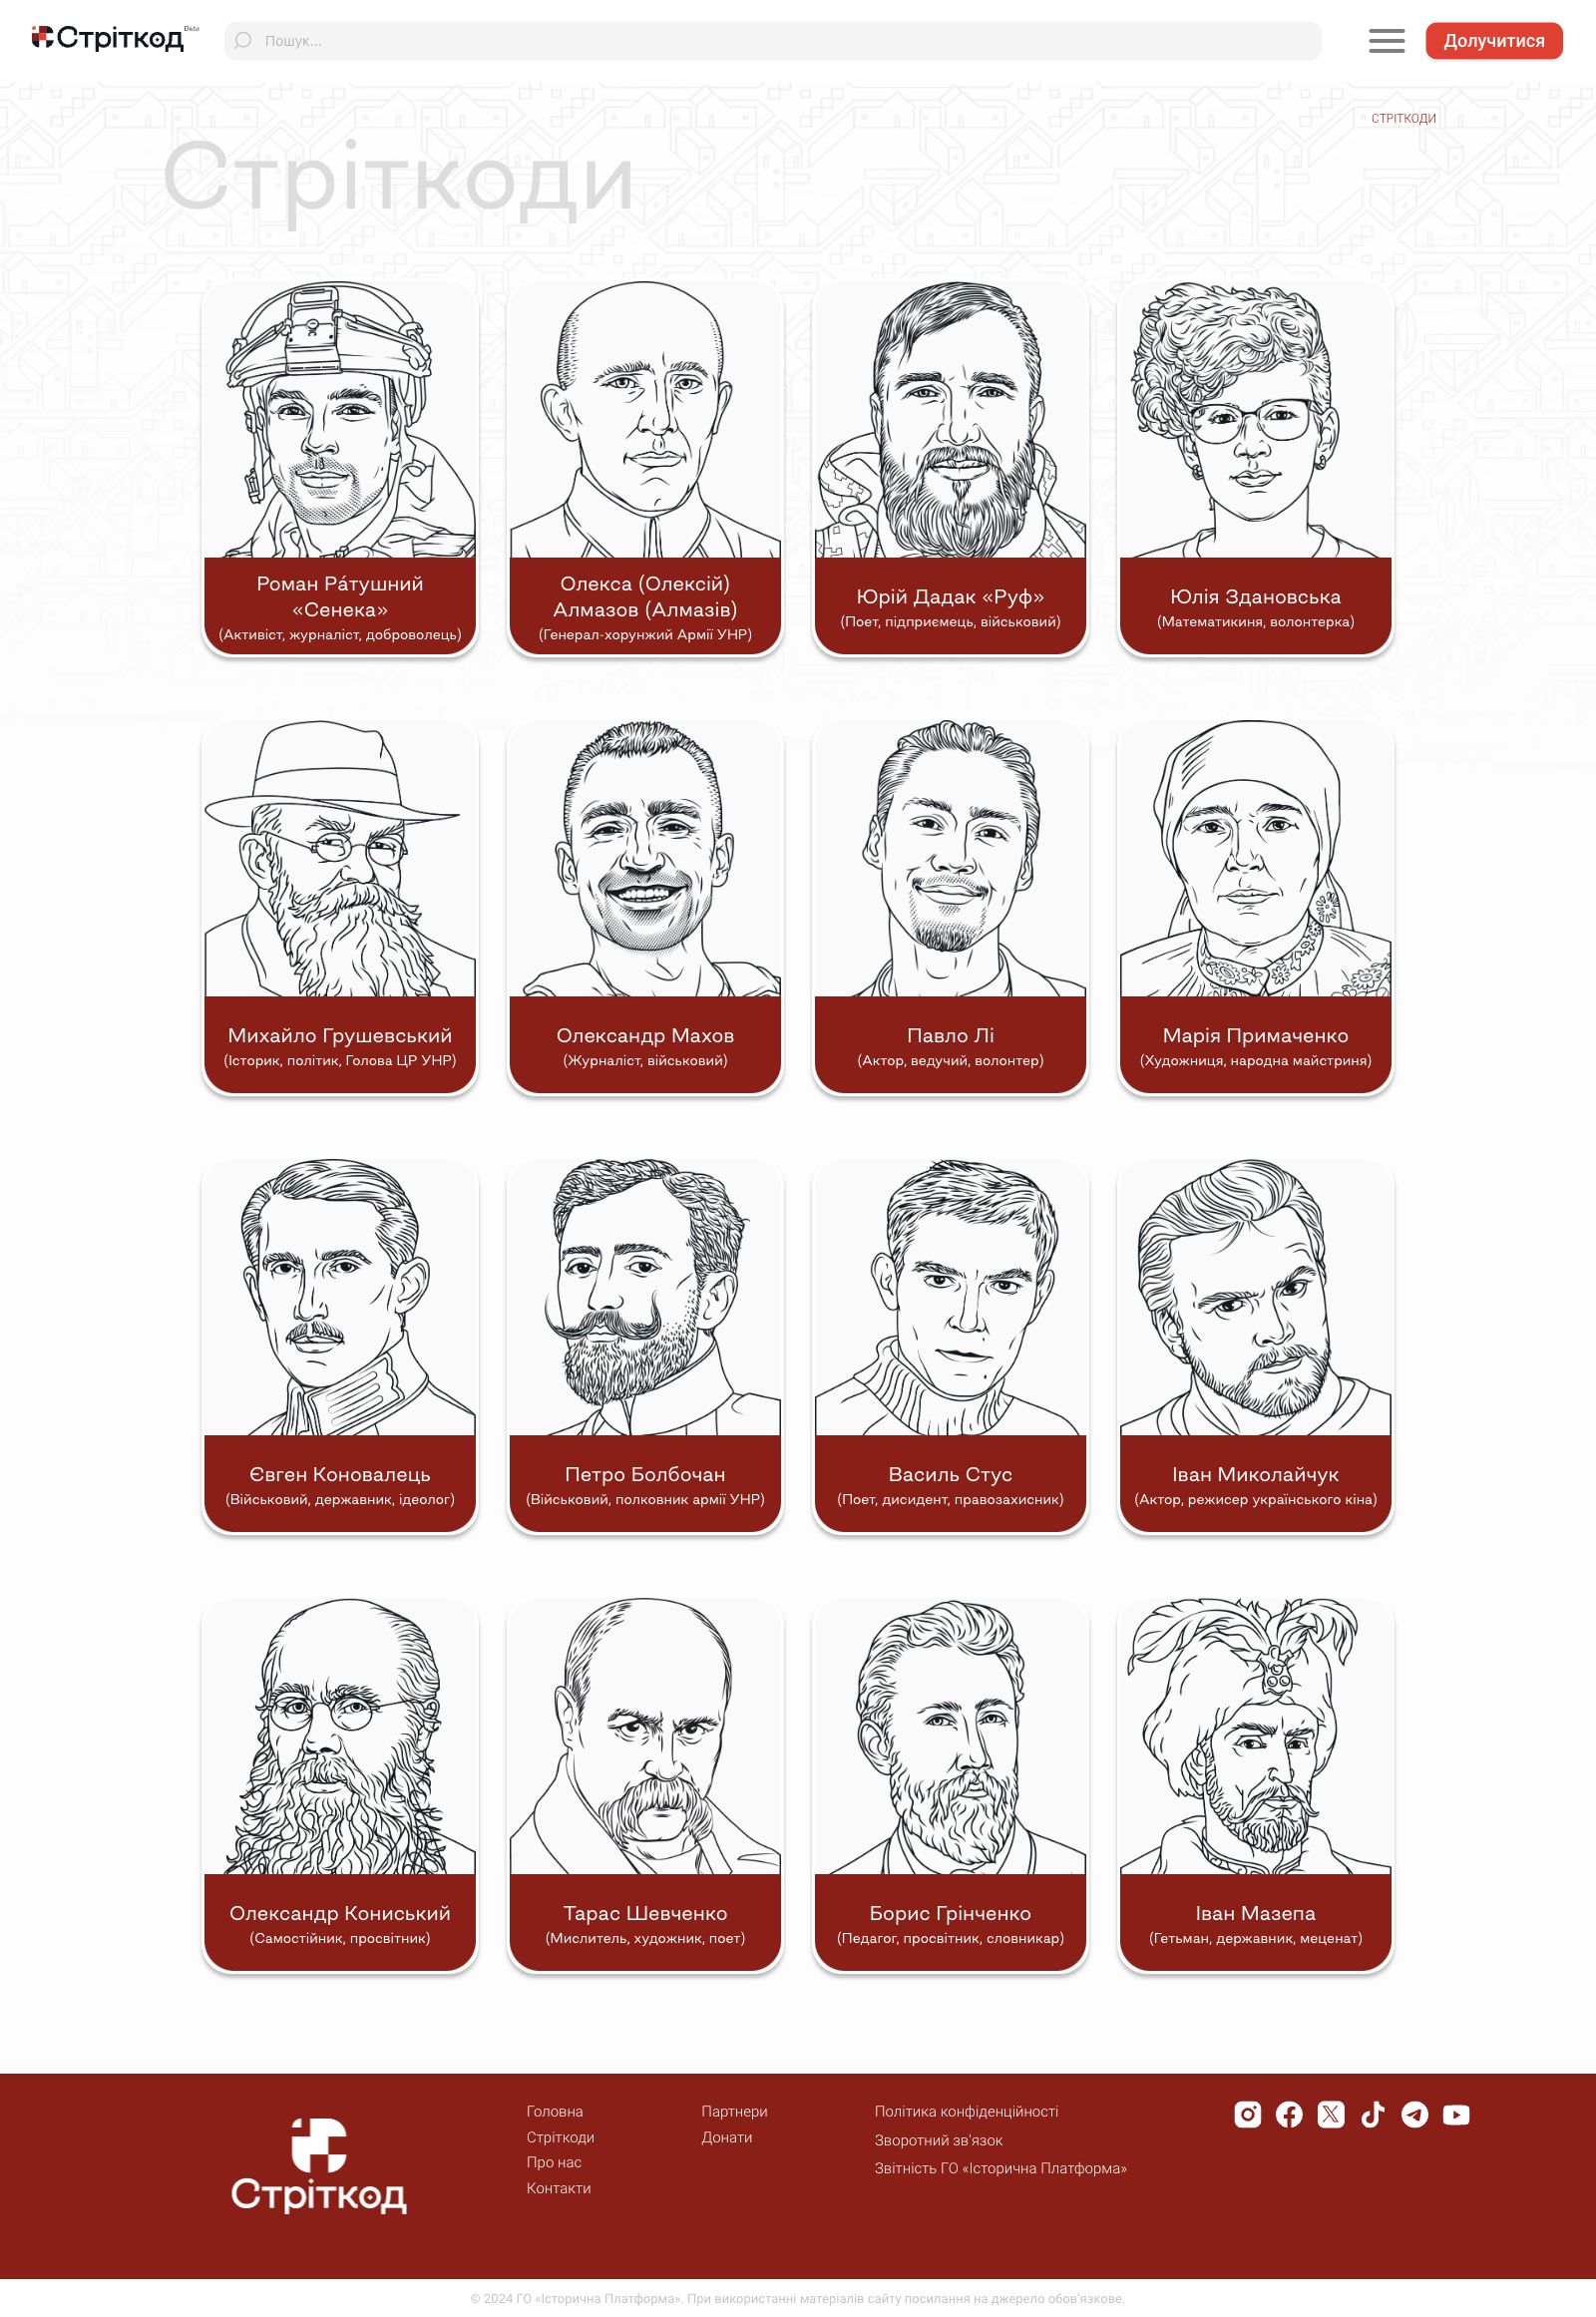 Стріткод Beta
Пошук...
Долучитися
СТРІТКОДИ
Стріткоди
Роман Ра́тушний
«Сенека»
(Активіст, журналіст, доброволець)
Олекса (Олексій)
Алмазов (Алмазів)
(Генерал-хорунжий Армії УНР)
Юрій Дадак «Руф»
(Поет, підприємець, військовий)
Юлія Здановська
(Математикиня, волонтерка)
Михайло Грушевський
(Історик, політик, Голова ЦР УНР)
Олександр Махов
(Журналіст, військовий)
Павло Лі
(Актор, ведучий, волонтер)
Марія Примаченко
(Художниця, народна майстриня)
Євген Коновалець
(Військовий, державник, ідеолог)
Петро Болбочан
(Військовий, полковник армії УНР)
Василь Стус
(Поет, дисидент, правозахисник)
Іван Миколайчук
(Актор, режисер українського кіна)
Олександр Кониський
(Самостійник, просвітник)
Тарас Шевченко
(Мислитель, художник, поет)
Борис Грінченко
(Педагог, просвітник, словникар)
Іван Мазепа
(Гетьман, державник, меценат)
Стріткод
Головна
Стріткоди
Про нас
Контакти
Партнери
Донати
Політика конфіденційності
Зворотний зв'язок
Звітність ГО «Історична Платформа»
© 2024 ГО «Історична Платформа». При використанні матеріалів сайту посилання на джерело обов'язкове.